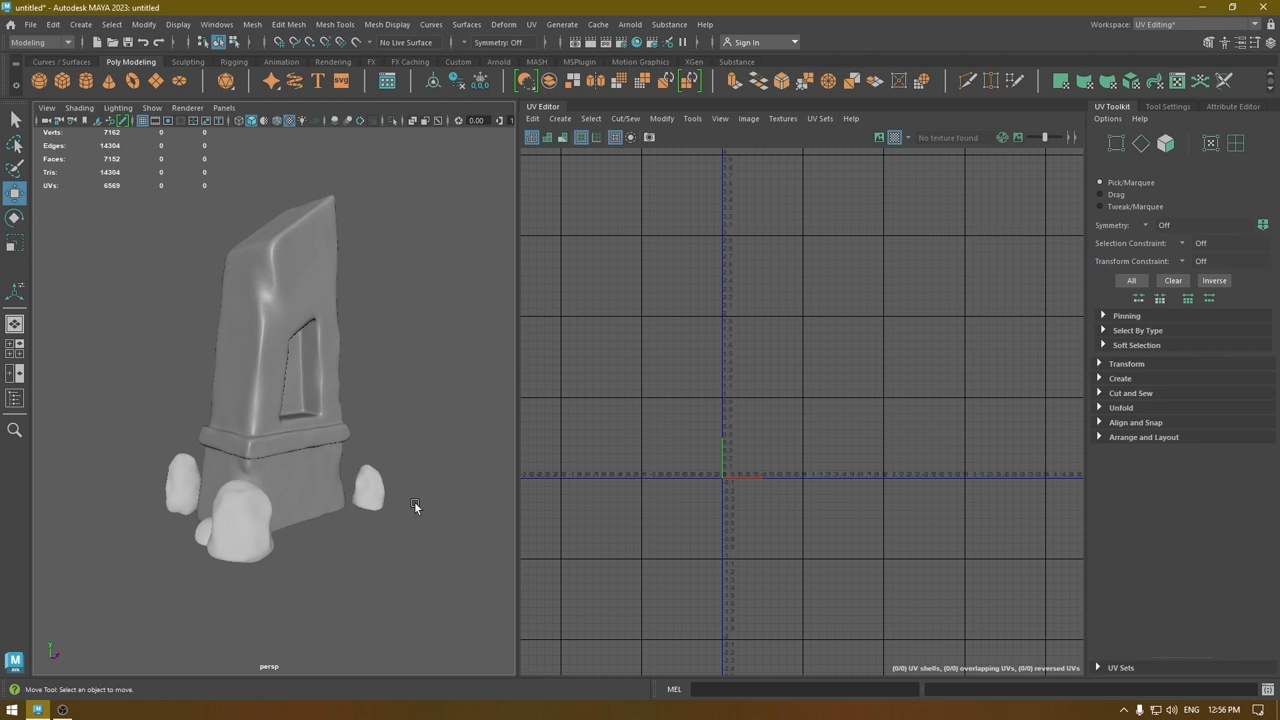 untitled* - Autodesk MAYA 2023: untitled
File Edit Create Select Modify Display Windows Mesh Edit Mesh Mesh Tools Mesh Display Curves Surfaces Deform UV Generate Cache Arnold Substance Help
Workspace: UV Editing*
Modeling No Live Surface Symmetry: Off Sign In
Curves / Surfaces Poly Modeling Sculpting Rigging Animation Rendering FX FX Caching Custom Arnold MASH MSPlugin Motion Graphics XGen Substance
View Shading Lighting Show Renderer Panels
0.00
Verts: 7162 0 0
Edges: 14304 0 0
Faces: 7152 0 0
Tris: 14304 0 0
UVs: 6569 0 0
persp
UV Editor
Edit Create Select Cut/Sew Modify Tools View Image Textures UV Sets Help
No texture found
(0/0) UV shells, (0/0) overlapping UVs, (0/0) reversed UVs
UV Toolkit Tool Settings Attribute Editor
Options Help
Pick/Marquee
Drag
Tweak/Marquee
Symmetry: Off
Selection Constraint: Off
Transform Constraint: Off
All Clear Inverse
Pinning
Select By Type
Soft Selection
Transform
Create
Cut and Sew
Unfold
Align and Snap
Arrange and Layout
UV Sets
Move Tool: Select an object to move.
MEL
ENG 12:56 PM